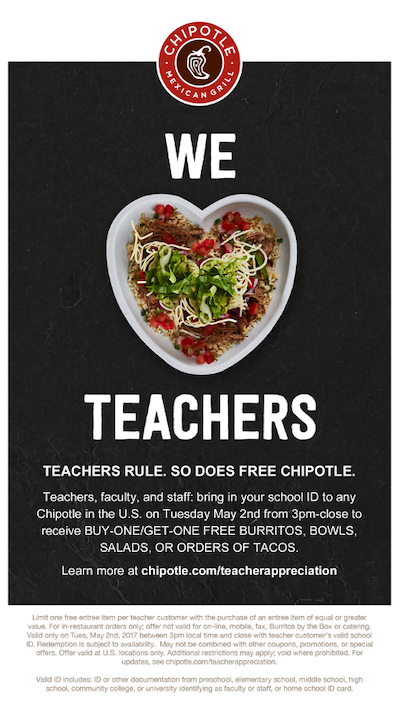 CHIPOTLE
MEXICAN GRILL
WE
TEACHERS
TEACHERS RULE. SO DOES FREE CHIPOTLE.
Teachers, faculty, and staff: bring in your school ID to any
Chipotle in the U.S. on Tuesday May 2nd from 3pm-close to
receive BUY-ONE/GET-ONE FREE BURRITOS, BOWLS,
SALADS, OR ORDERS OF TACOS.
Learn more at chipotle.com/teacherappreciation
Limit one free entree item per teacher customer with the purchase of an entree item of equal or greater
value. For in-restaurant orders only; offer not valid for on-line, mobile, fax, Burritos by the Box or catering.
Valid only on Tues, May 2nd, 2017 between 3pm local time and close with teacher customer's valid school
ID. Redemption is subject to availability. May not be combined with other coupons, promotions, or special
offers. Offer valid at U.S. locations only. Additional restrictions may apply; void where prohibited. For
updates, see chipotle.com/teacherappreciation.
Valid ID includes: ID or other documentation from preschool, elementary school, middle school, high
school, community college, or university identifying as faculty or staff, or home school ID card.